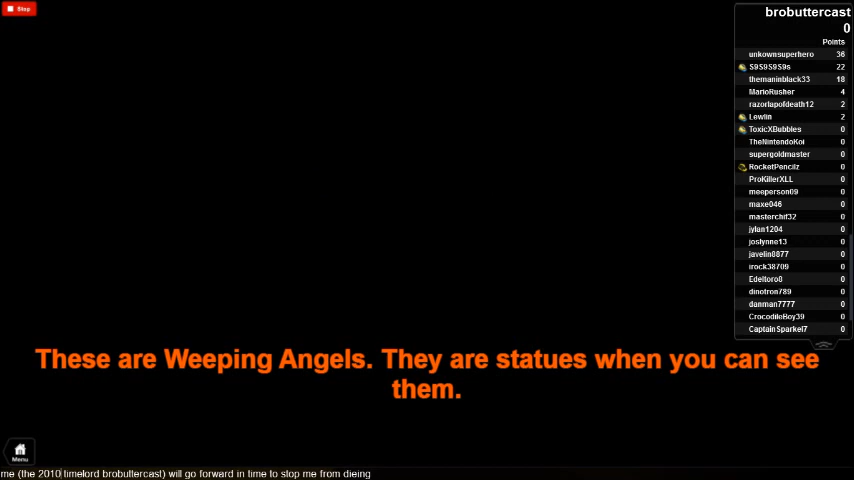 Stop
brobuttercast
0
Points
unkownsuperhero 36
S9S9S9S9s 22
themaninblack33 18
MarioRusher 4
razorlapofdeath12 2
Lewlin 2
ToxicXBubbles 0
TheNintendoKoi 0
supergoldmaster 0
RocketPencilz 0
ProKillerXLL 0
meeperson09 0
maxe046 0
masterchif32 0
jylan1204 0
joslynne13 0
javelin8877 0
irock38709 0
Edeltoro8 0
dinotron789 0
danman7777 0
CrocodileBoy39 0
CaptainSparkel7 0
These are Weeping Angels. They are statues when you can see
them.
Menu
me (the 2010 timelord brobuttercast) will go forward in time to stop me from dieing